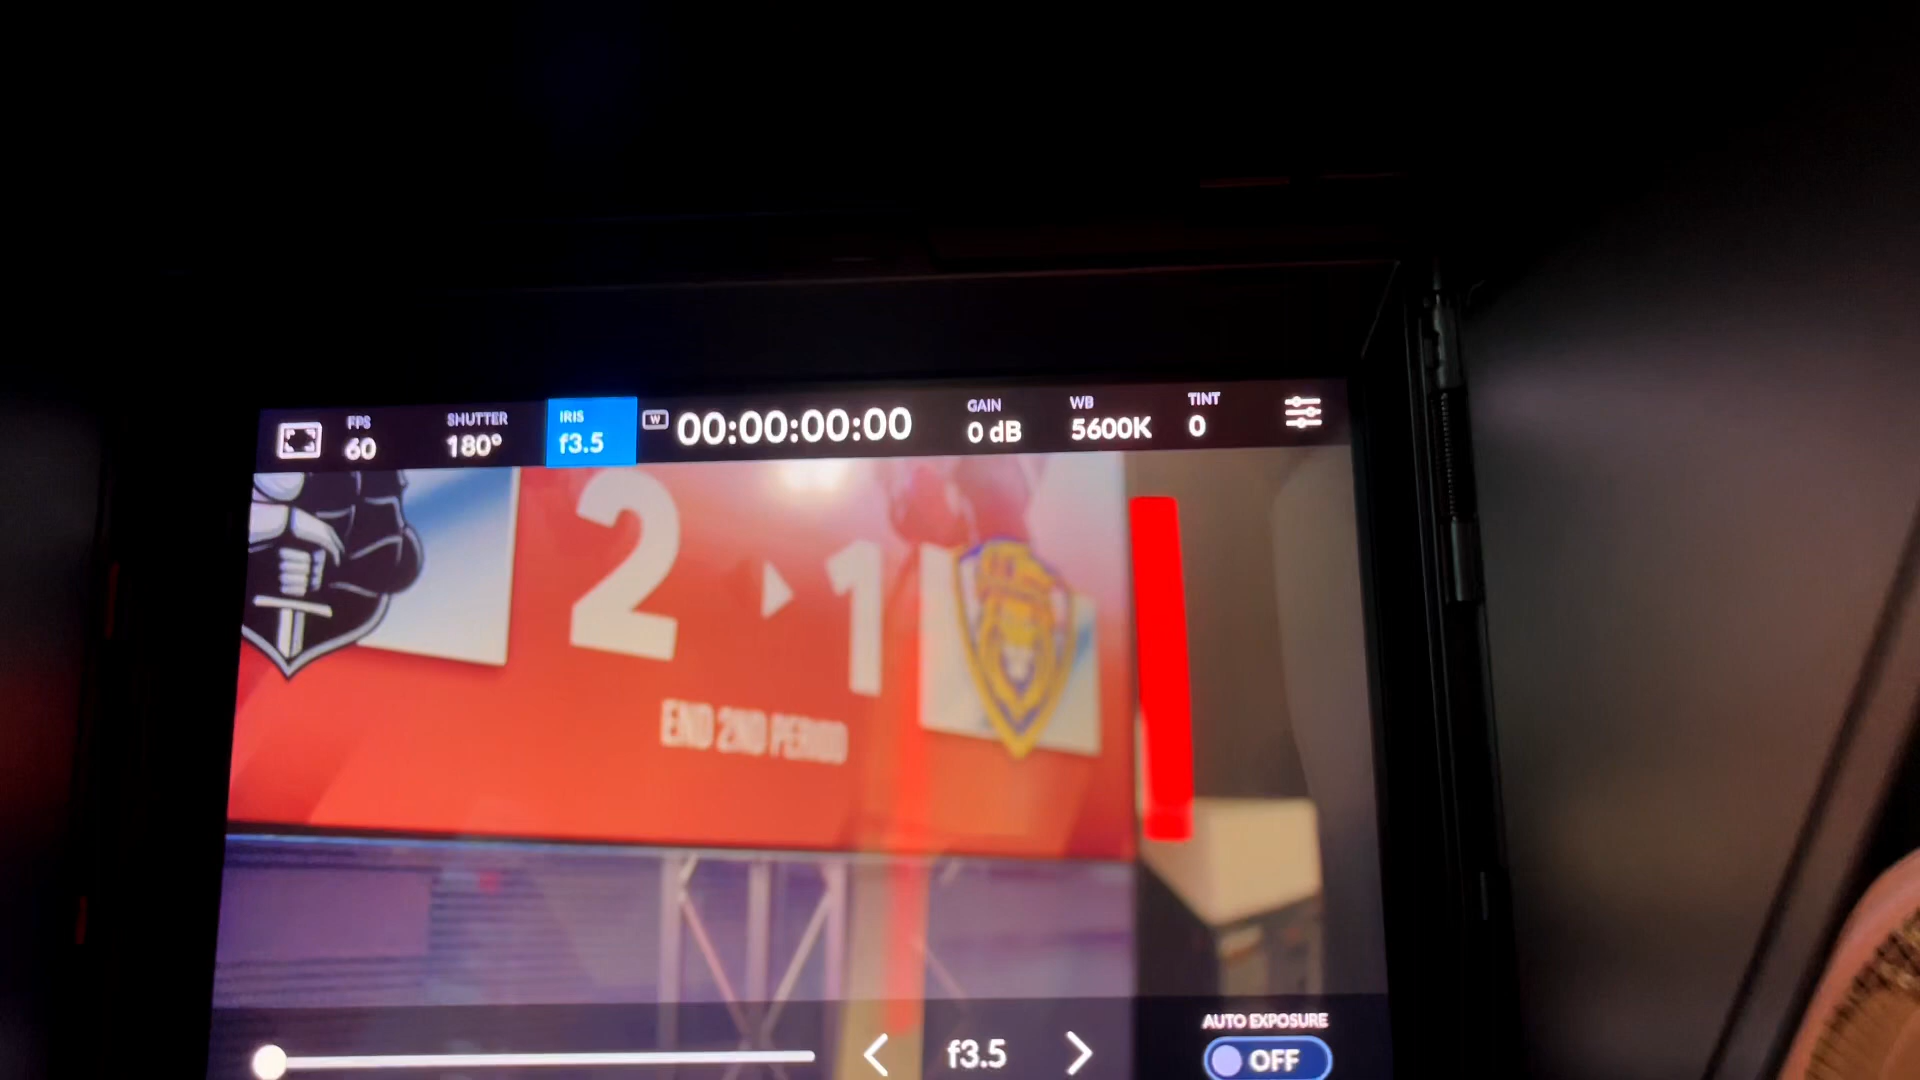 FPS
60
SHUTTER
180°
IRIS
f3.5
W
00:00:00:00
GAIN
0 dB
WB
5600K
TINT
0
2 1
END 2ND PERIOD
f3.5
AUTO EXPOSURE
OFF